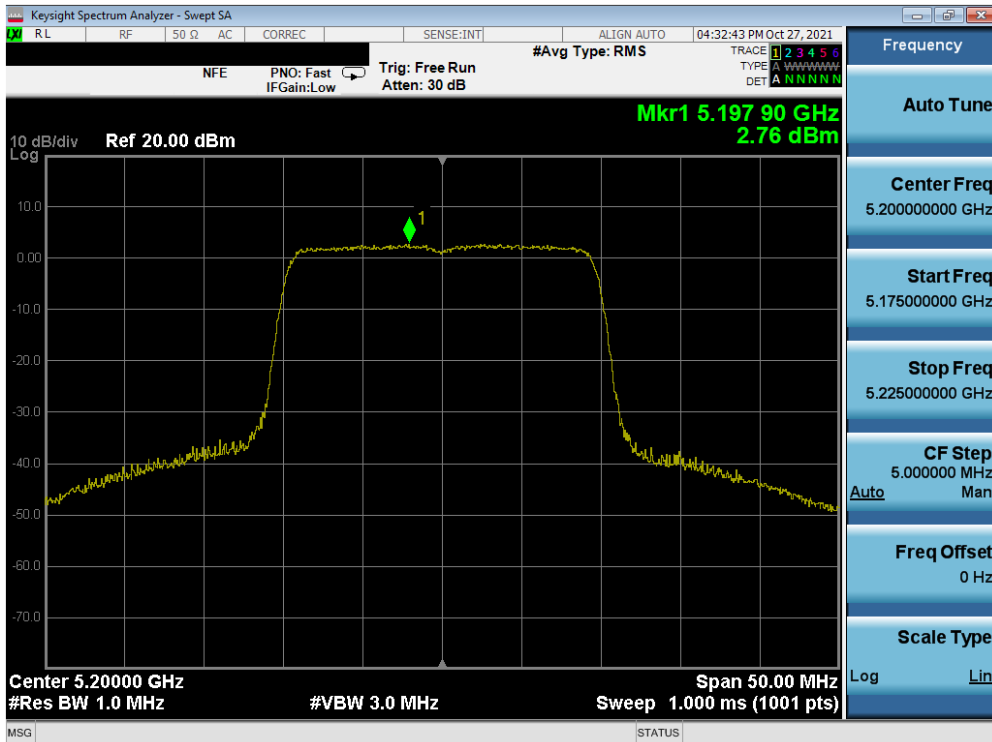 Keysight Spectrum Analyzer - Swept SA
LXI RL RF 50 Ω AC CORREC SENSE:INT ALIGN AUTO 04:32:43 PM Oct 27, 2021
NFE PNO: Fast IFGain:Low Trig: Free Run Atten: 30 dB #Avg Type: RMS
TRACE 1 2 3 4 5 6
TYPE A WWWWW
DET A N N N N N
Mkr1 5.197 90 GHz
2.76 dBm
10 dB/div Ref 20.00 dBm
Log
10.0
1
0.00
-10.0
-20.0
-30.0
-40.0
-50.0
-60.0
-70.0
Center 5.20000 GHz Span 50.00 MHz
#Res BW 1.0 MHz #VBW 3.0 MHz Sweep 1.000 ms (1001 pts)
MSG STATUS
Frequency
Auto Tune
Center Freq
5.200000000 GHz
Start Freq
5.175000000 GHz
Stop Freq
5.225000000 GHz
CF Step
5.000000 MHz
Auto Man
Freq Offset
0 Hz
Scale Type
Log Lin